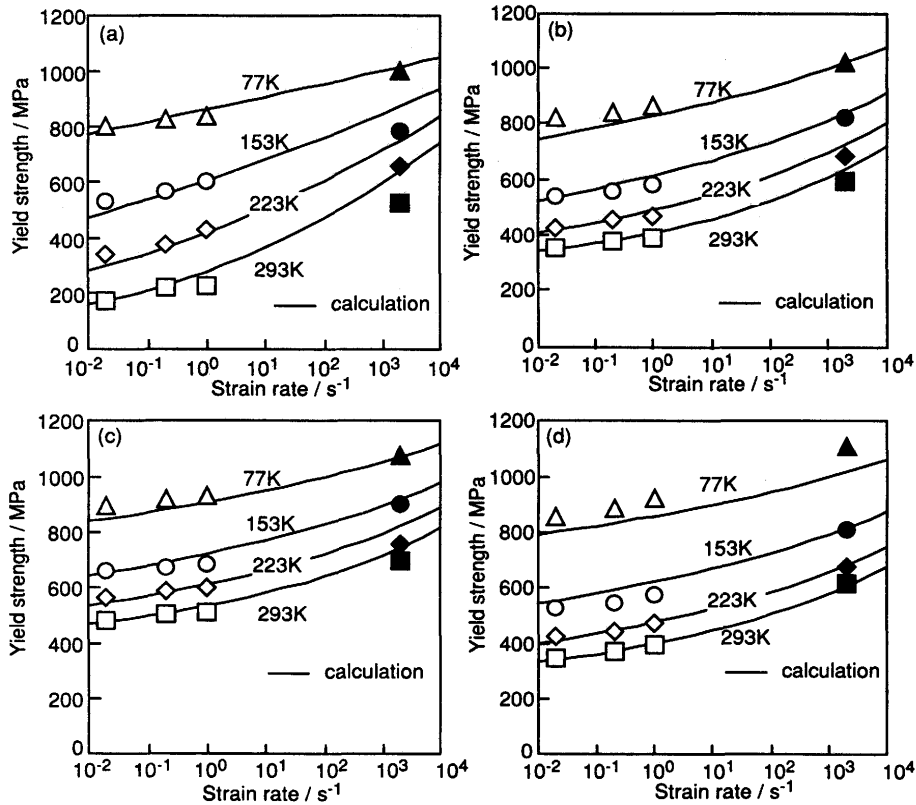 (a)
1200
1000
800
600
400
200
0
77K
153K
223K
293K
calculation
10-2 10-1 100 101 102 103 104
Yield strength / MPa
Strain rate / s-1
(b)
1200
1000
800
600
400
200
0
77K
153K
223K
293K
calculation
10-2 10-1 100 101 102 103 104
Yield strength / MPa
Strain rate / s-1
(c)
1200
1000
800
600
400
200
0
77K
153K
223K
293K
calculation
10-2 10-1 100 101 102 103 104
Yield strength / MPa
Strain rate / s-1
(d)
1200
1000
800
600
400
200
0
77K
153K
223K
293K
calculation
10-2 10-1 100 101 102 103 104
Yield strength / MPa
Strain rate / s-1